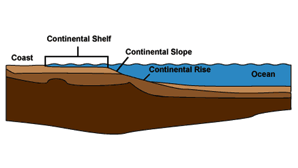 Continental Shelf
Coast
Continental Slope
Continental Rise
Ocean